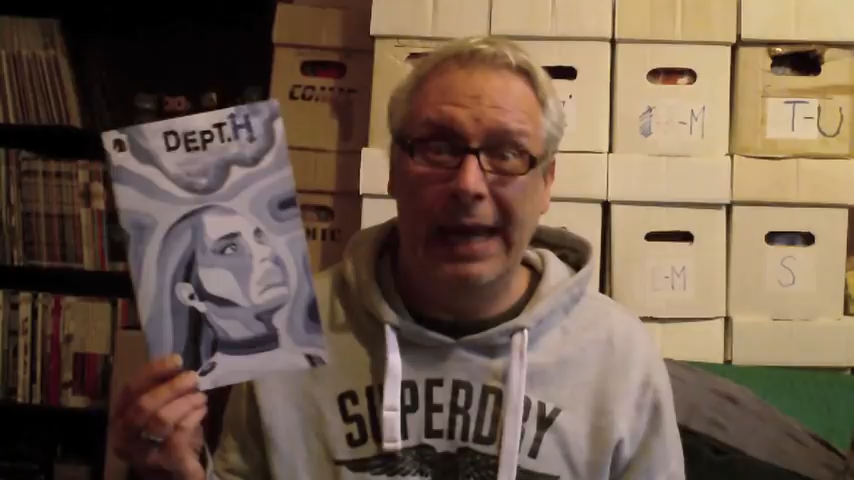 DEPT.H
COMIC
-M
T-U
L-M
S
SUPERDRY